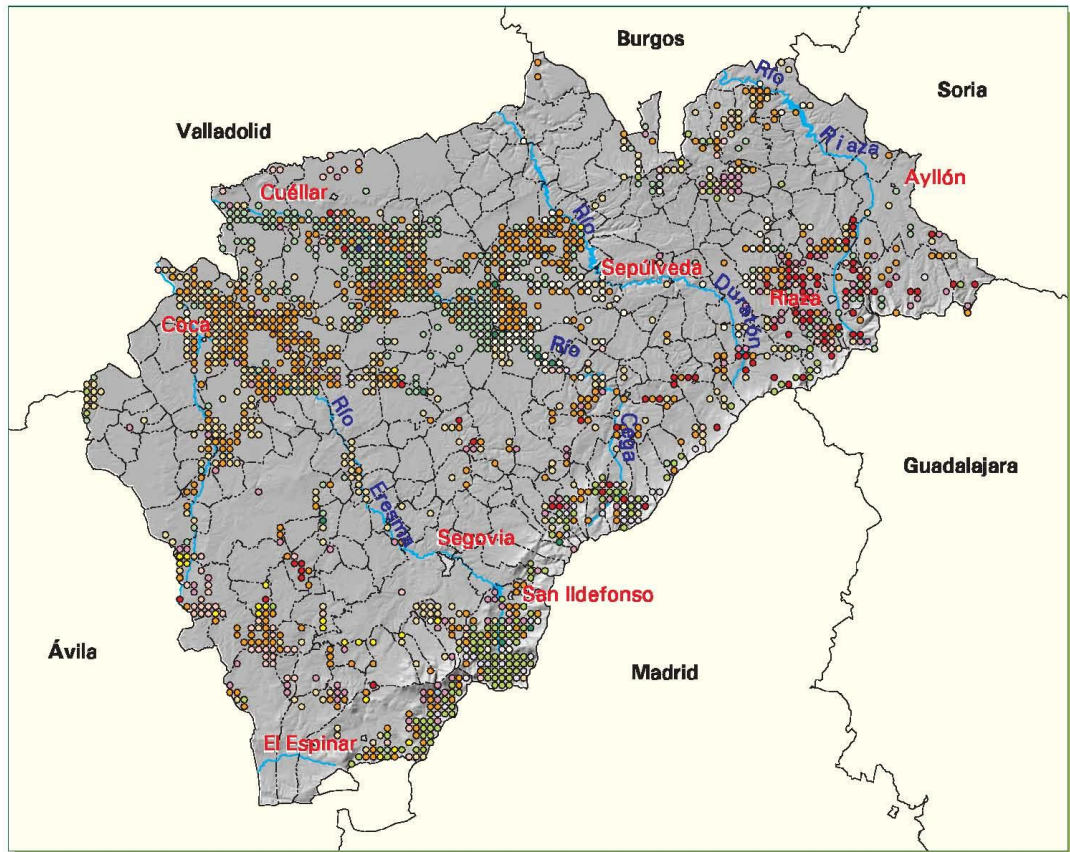 Burgos
Soria
Valladolid
Río
Riaza
Ayllón
Cuéllar
Río
Sepúlveda
Duratón
Riaza
Coca
Río
Río
Cega
Guadalajara
Eresma
Segovia
San Ildefonso
Ávila
Madrid
El Espinar